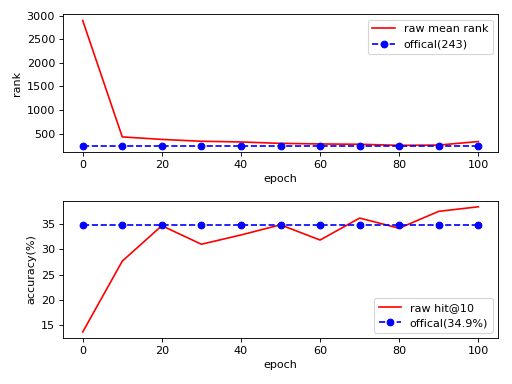 3000
2500
2000
1500
1000
500
rank
raw mean rank
offical(243)
0 20 40 60 80 100
epoch
35
30
25
20
15
accuracy(%)
raw hit@10
offical(34.9%)
0 20 40 60 80 100
epoch